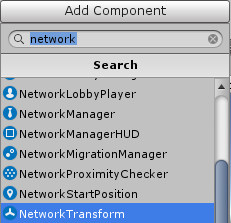 Add Component
network
Search
NetworkLobbyPlayer
NetworkManager
NetworkManagerHUD
NetworkMigrationManager
NetworkProximityChecker
NetworkStartPosition
NetworkTransform